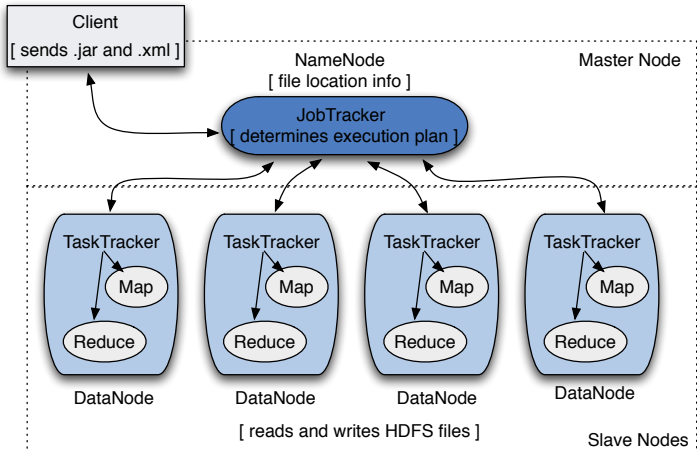 Client
[ sends .jar and .xml ]
NameNode
[ file location info ]
Master Node
JobTracker
[ determines execution plan ]
TaskTracker
Map
Reduce
DataNode
TaskTracker
Map
Reduce
DataNode
TaskTracker
Map
Reduce
DataNode
TaskTracker
Map
Reduce
DataNode
[ reads and writes HDFS files ]
Slave Nodes